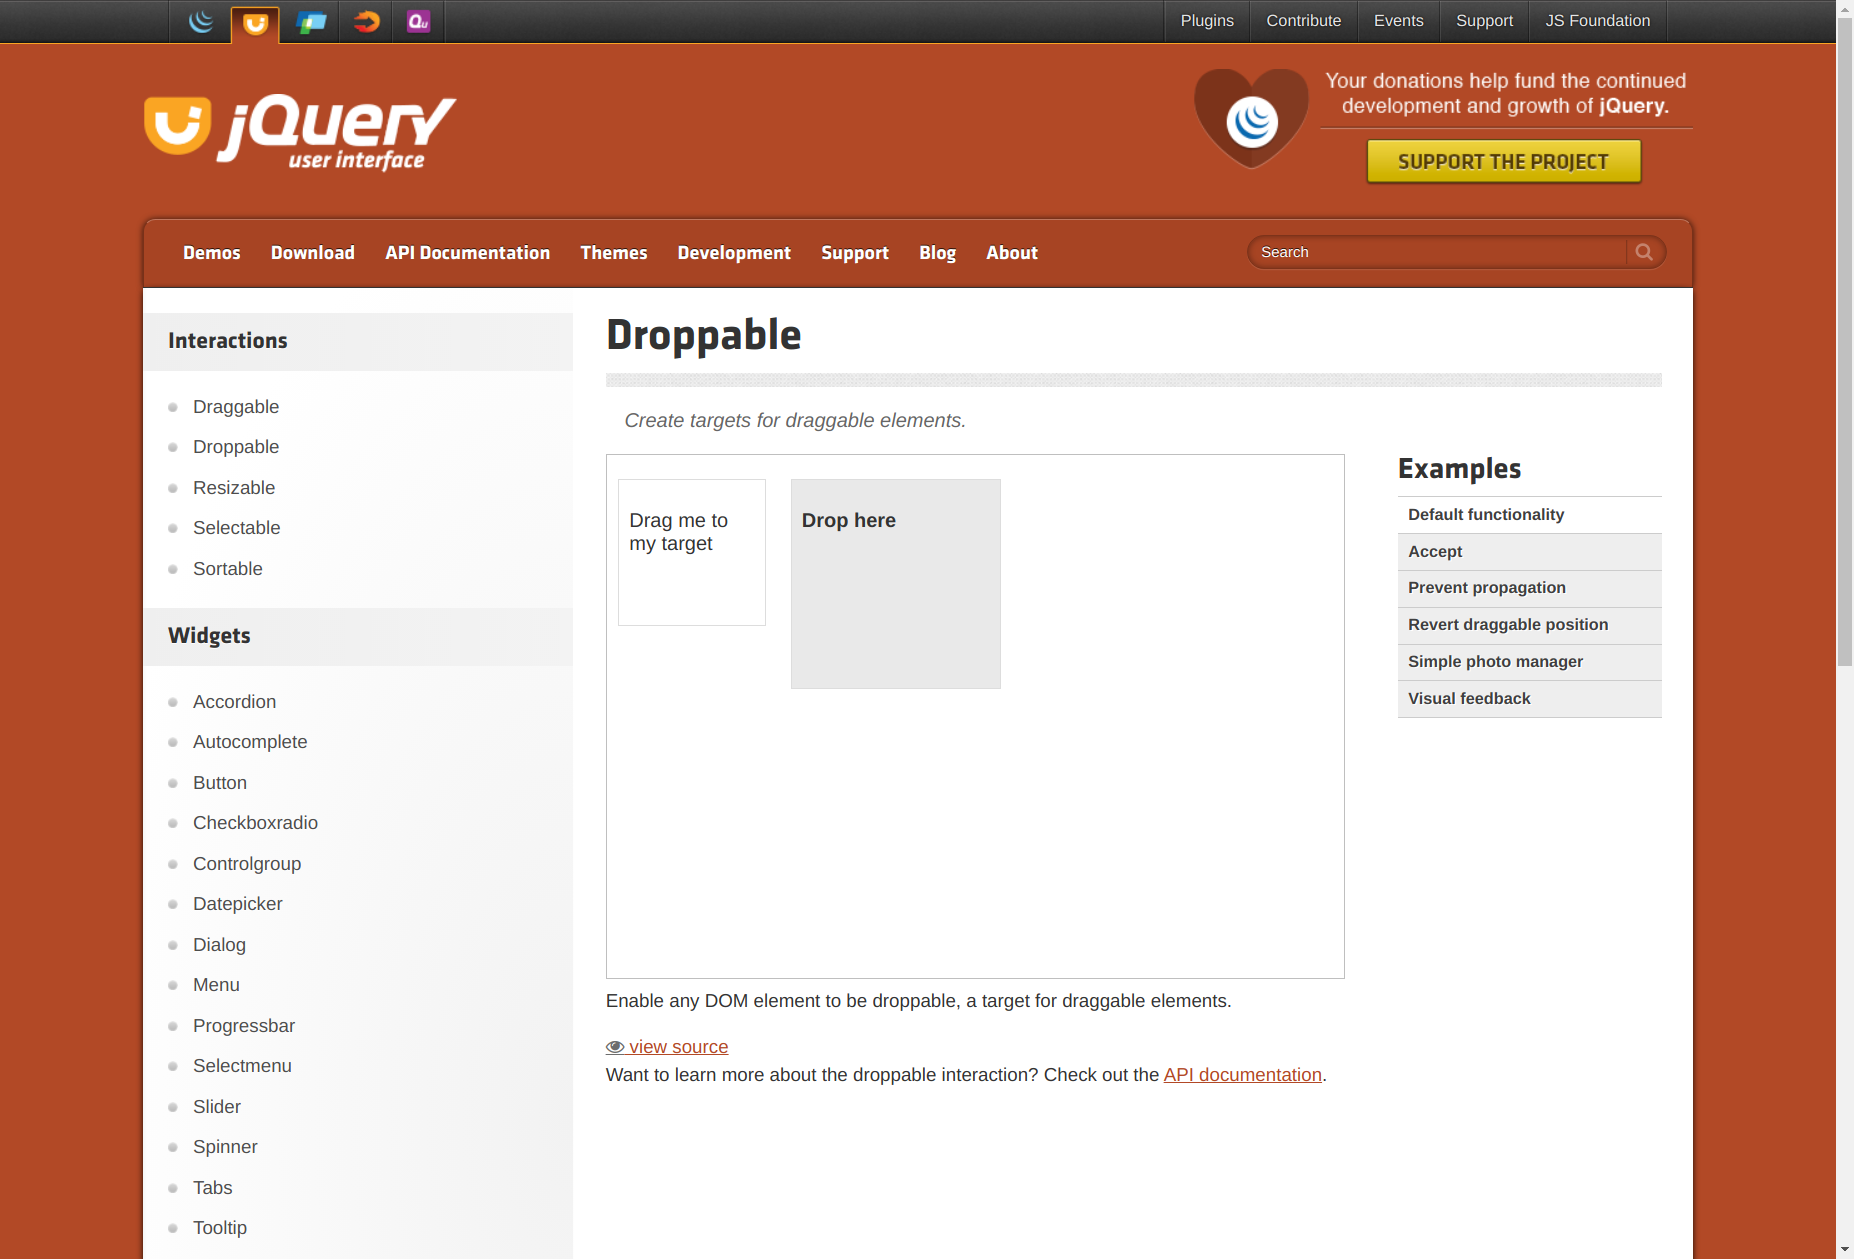 Qu
Plugins
Contribute
Events
Support
JS Foundation
jQuery
user interface
Your donations help fund the continued
development and growth of jQuery.
SUPPORT THE PROJECT
Demos
Download
API Documentation
Themes
Development
Support
Blog
About
Search
Interactions
Draggable
Droppable
Resizable
Selectable
Sortable
Widgets
Accordion
Autocomplete
Button
Checkboxradio
Controlgroup
Datepicker
Dialog
Menu
Progressbar
Selectmenu
Slider
Spinner
Tabs
Tooltip
Droppable
Create targets for draggable elements.
Drag me to
my target
Drop here
Enable any DOM element to be droppable, a target for draggable elements.
view source
Want to learn more about the droppable interaction? Check out the API documentation.
Examples
Default functionality
Accept
Prevent propagation
Revert draggable position
Simple photo manager
Visual feedback